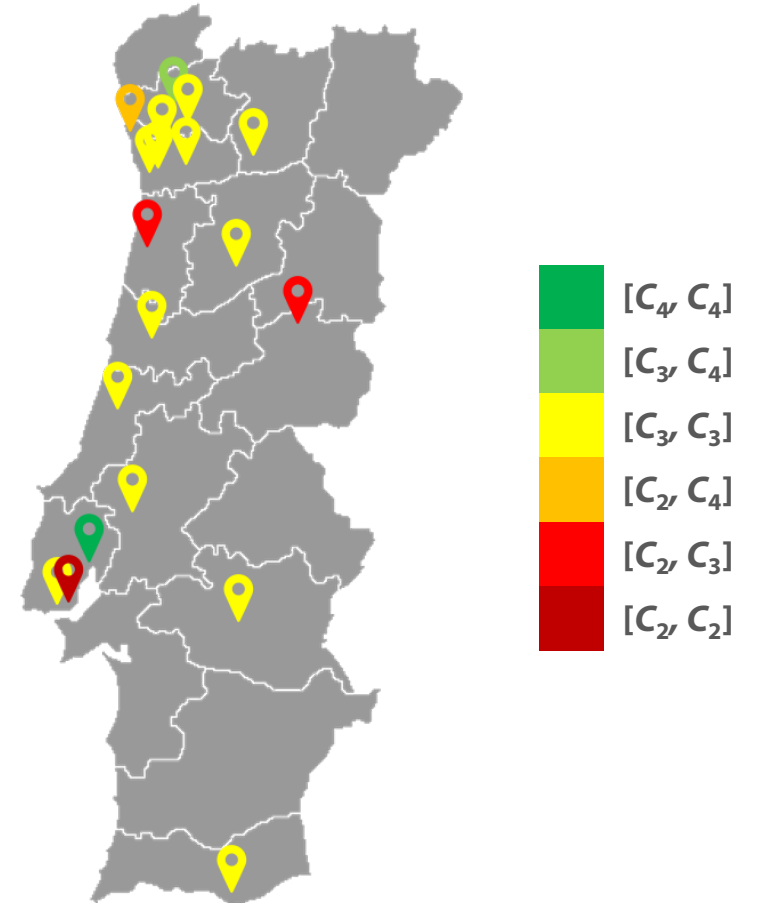 [C₄, C₄]
[C₃, C₄]
[C₃, C₃]
[C₂, C₄]
[C₂, C₃]
[C₂, C₂]